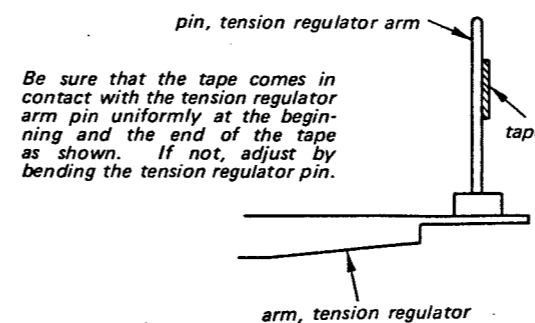 pin, tension regulator arm
Be sure that the tape comes in
contact with the tension regulator
arm pin uniformly at the begin-
ning and the end of the tape
as shown. If not, adjust by
bending the tension regulator pin.
tap
arm, tension regulator